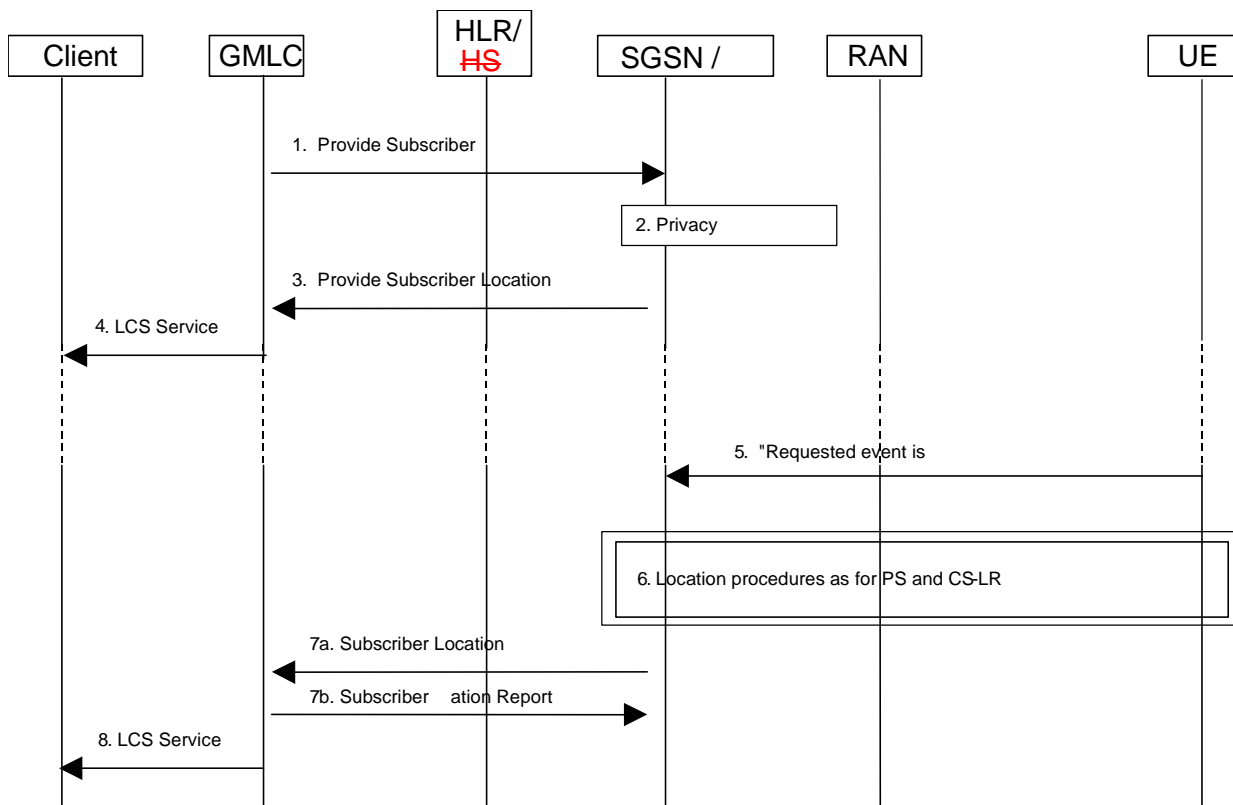 Client
GMLC
HLR/
HS
SGSN /
RAN
UE
1. Provide Subscriber
2. Privacy
3. Provide Subscriber Location
4. LCS Service
5. "Requested event is
6. Location procedures as for PS and CS-LR
7a. Subscriber Location
7b. Subscriber ation Report
8. LCS Service